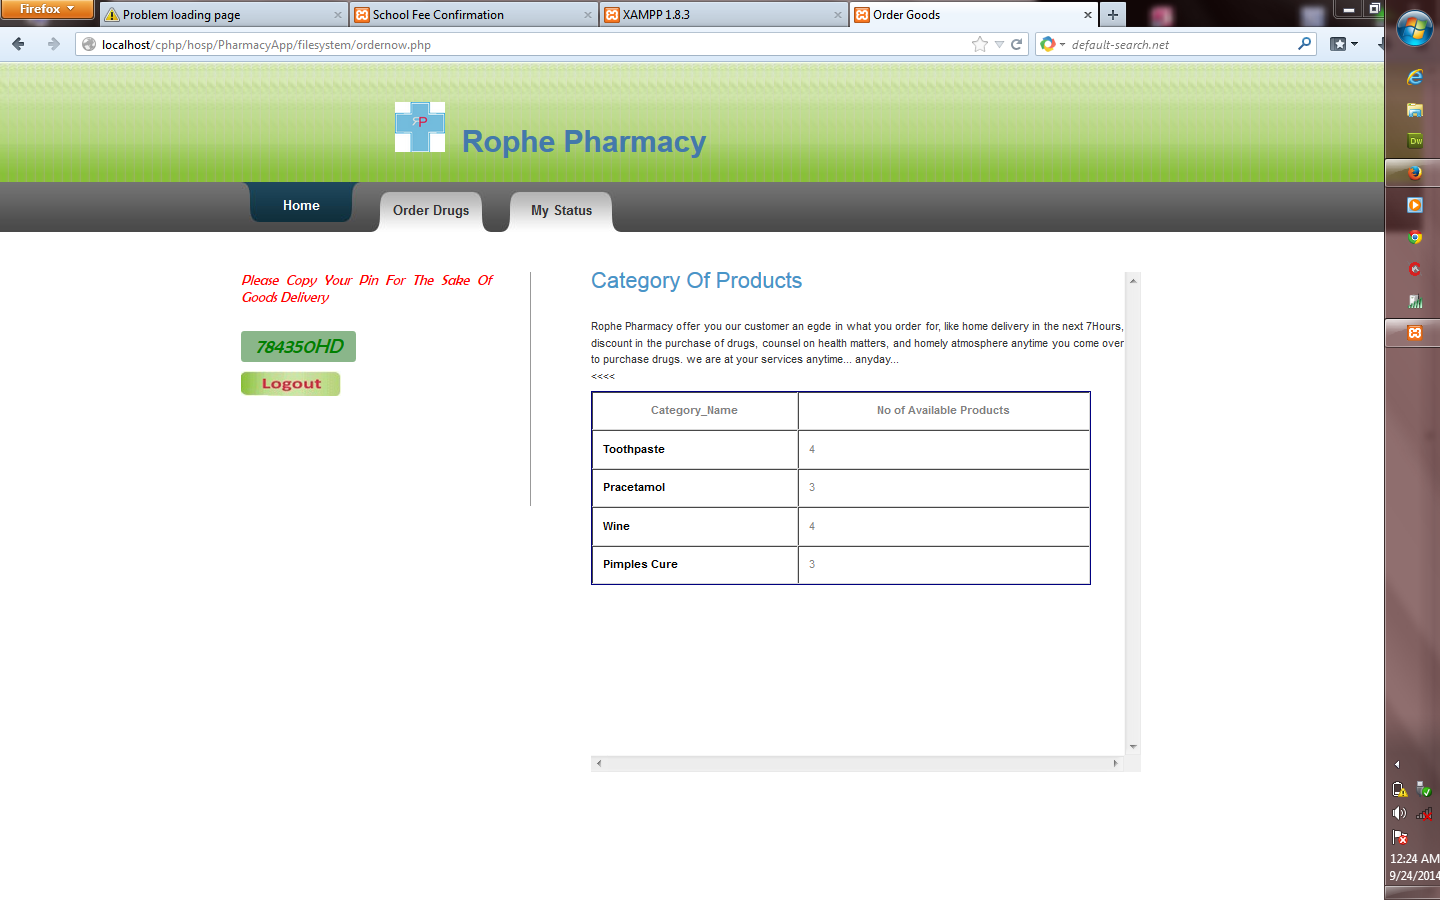 Firefox
Problem loading page
School Fee Confirmation
XAMPP 1.8.3
Order Goods
localhost/cphp/hosp/PharmacyApp/filesystem/ordernow.php
default-search.net
RP
Rophe Pharmacy
Home
Order Drugs
My Status
Please Copy Your Pin For The Sake Of
Goods Delivery
784350HD
Logout
Category Of Products
Rophe Pharmacy offer you our customer an egde in what you order for, like home delivery in the next 7Hours,
discount in the purchase of drugs, counsel on health matters, and homely atmosphere anytime you come over
to purchase drugs. we are at your services anytime... anyday...
<<<<
Category_Name No of Available Products
Toothpaste 4
Pracetamol 3
Wine 4
Pimples Cure 3
Dw
12:24 AM
9/24/2014